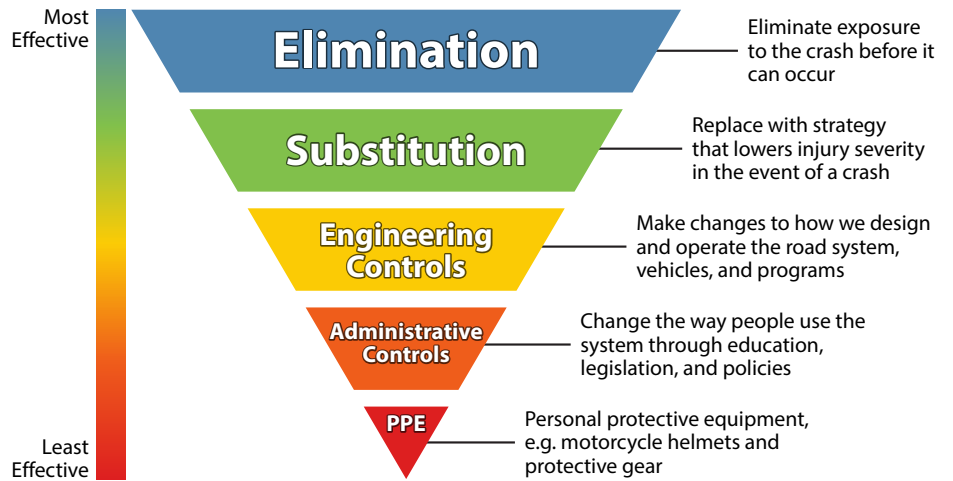 Most
Effective
Elimination
Eliminate exposure
to the crash before it
can occur
Substitution
Replace with strategy
that lowers injury severity
in the event of a crash
Engineering
Controls
Make changes to how we design
and operate the road system,
vehicles, and programs
Administrative
Controls
Change the way people use the
system through education,
legislation, and policies
PPE
Personal protective equipment,
e.g. motorcycle helmets and
protective gear
Least
Effective